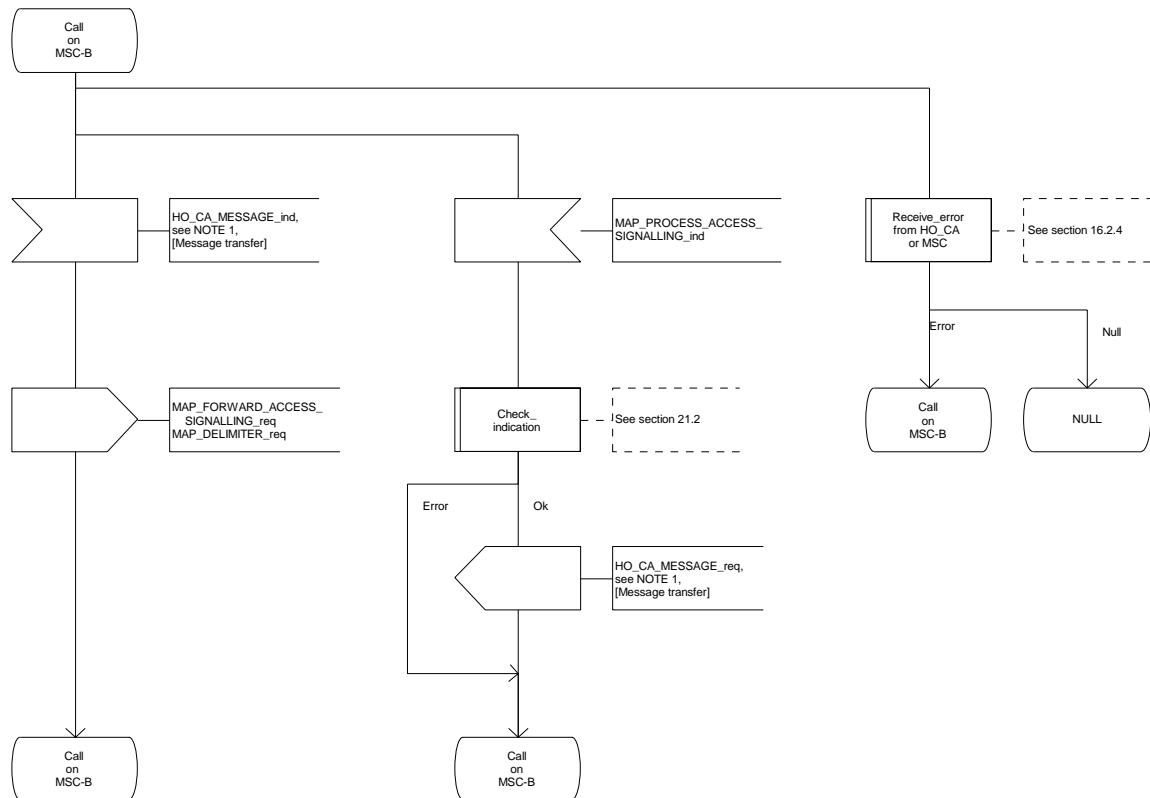 Call
on
MSC-B
HO_CA_MESSAGE_ind,
see NOTE 1,
[Message transfer]
MAP_PROCESS_ACCESS_
SIGNALLING_ind
Receive_error
from HO_CA
or MSC
See section 16.2.4
Error
Null
MAP_FORWARD_ACCESS_
SIGNALLING_req
MAP_DELIMITER_req
Check_
indication
See section 21.2
Call
on
MSC-B
NULL
Error
Ok
HO_CA_MESSAGE_req,
see NOTE 1,
[Message transfer]
Call
on
MSC-B
Call
on
MSC-B